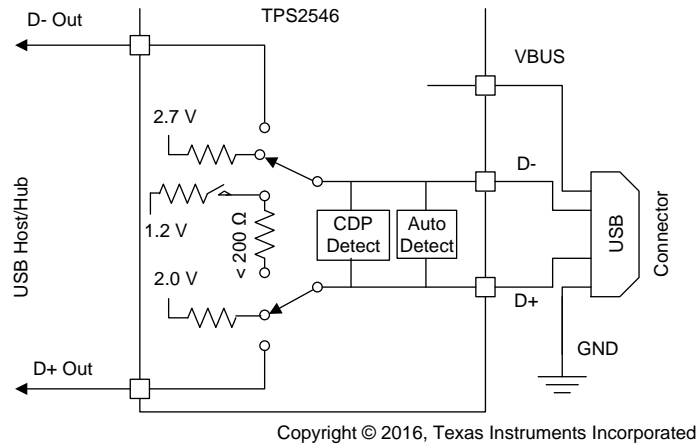 TPS2546
D- Out
VBUS
2.7 V
D-
1.2 V
< 200 Ω
CDP
Detect
Auto
Detect
USB
Connector
USB Host/Hub
2.0 V
D+
D+ Out
GND
Copyright © 2016, Texas Instruments Incorporated